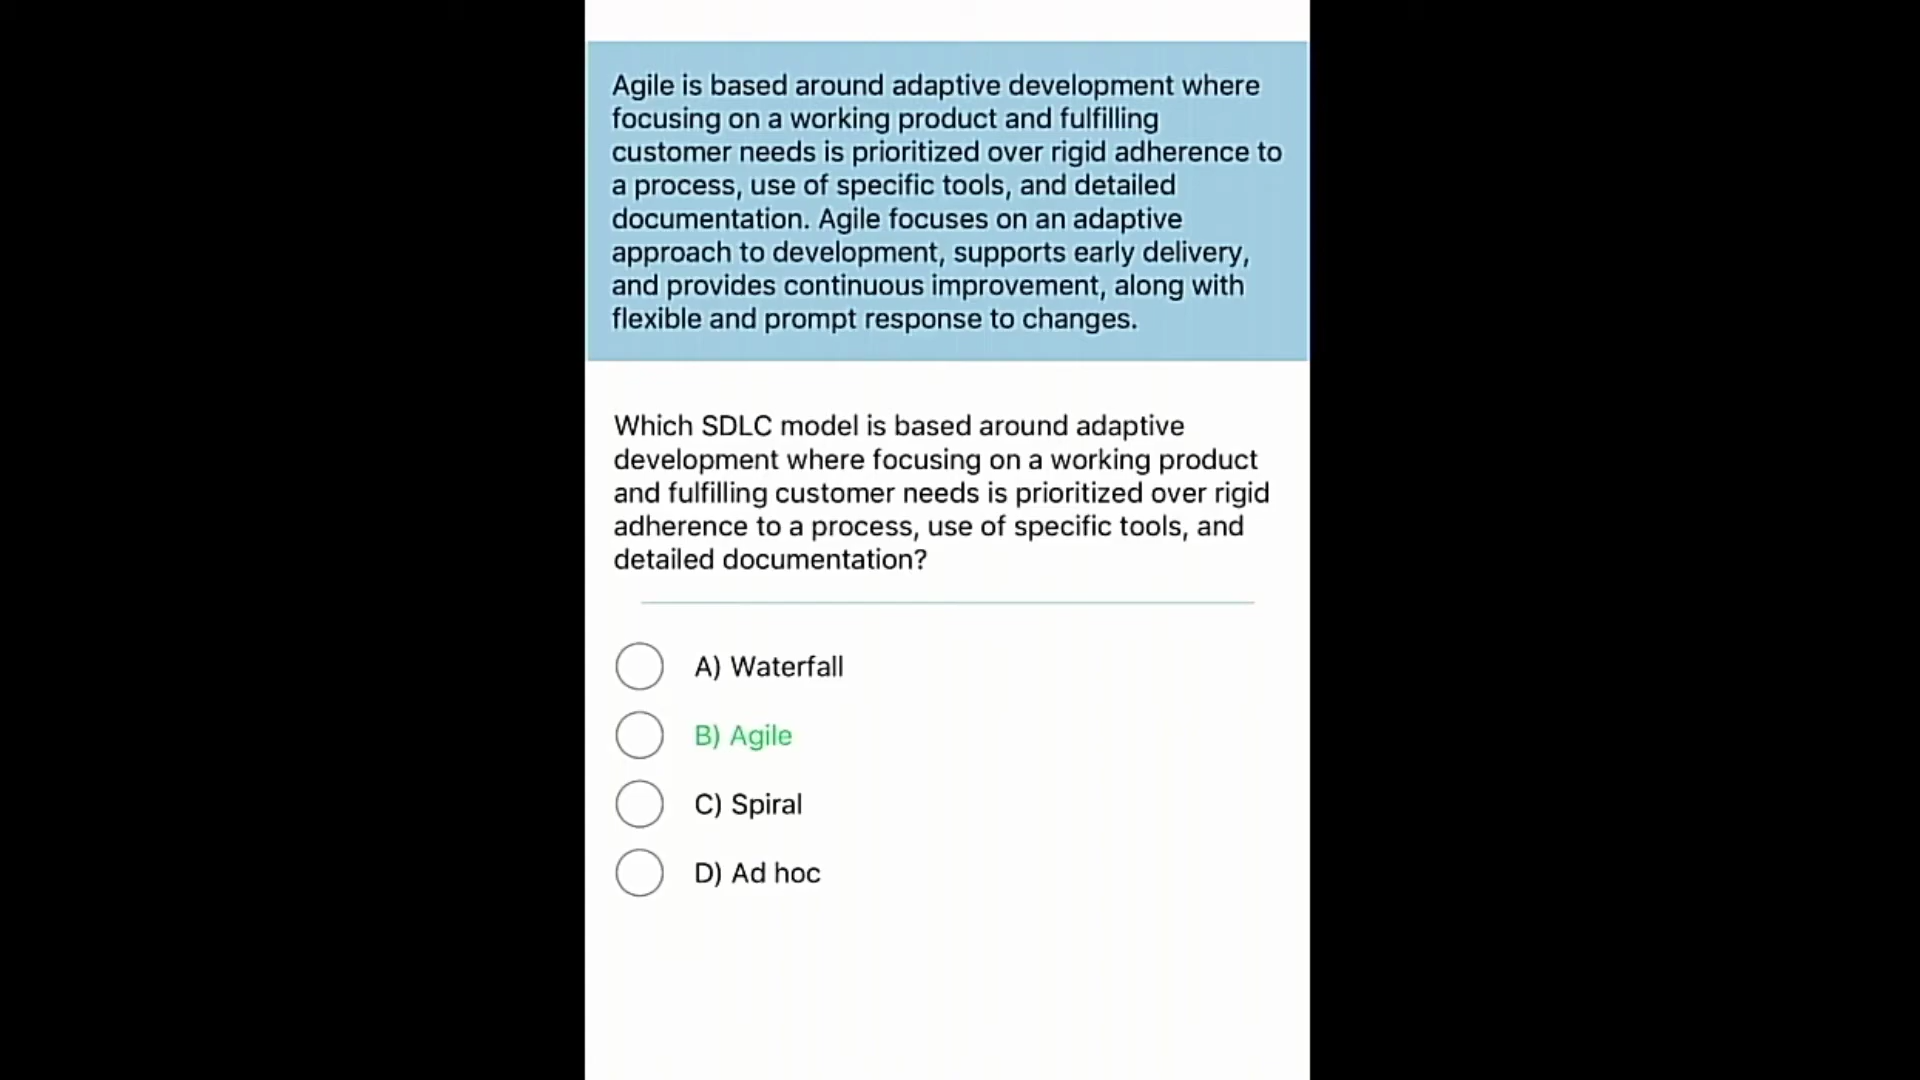 Agile is based around adaptive development where
focusing on a working product and fulfilling
customer needs is prioritized over rigid adherence to
a process, use of specific tools, and detailed
documentation. Agile focuses on an adaptive
approach to development, supports early delivery,
and provides continuous improvement, along with
flexible and prompt response to changes.
Which SDLC model is based around adaptive
development where focusing on a working product
and fulfilling customer needs is prioritized over rigid
adherence to a process, use of specific tools, and
detailed documentation?
A) Waterfall
B) Agile
C) Spiral
D) Ad hoc